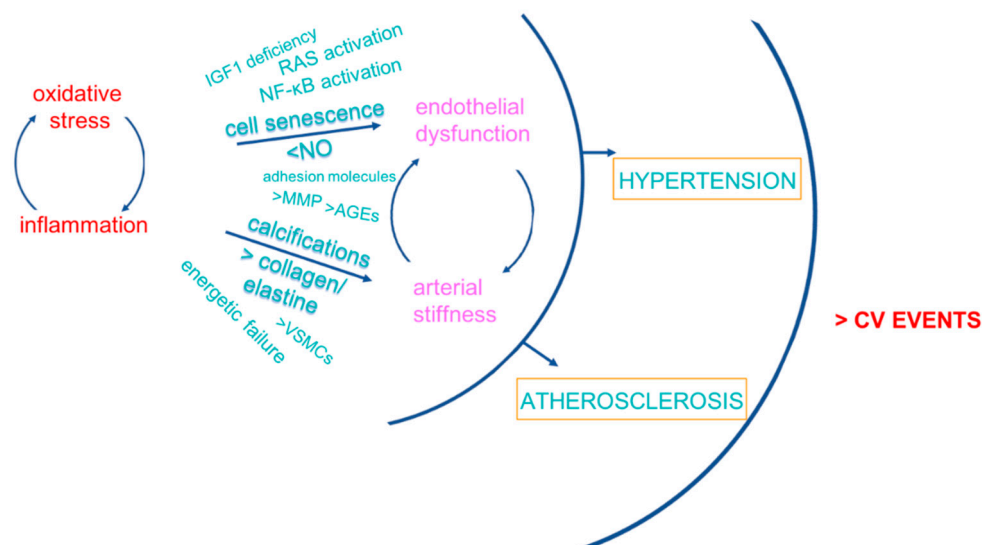 IGF1 deficiency
RAS activation
NF-κB activation
oxidative
stress
cell senescence
<NO
endothelial
dysfunction
adhesion molecules
>MMP >AGEs
HYPERTENSION
inflammation
calcifications
> collagen/
elastine
energetic failure
>VSMCs
arterial
stiffness
> CV EVENTS
ATHEROSCLEROSIS